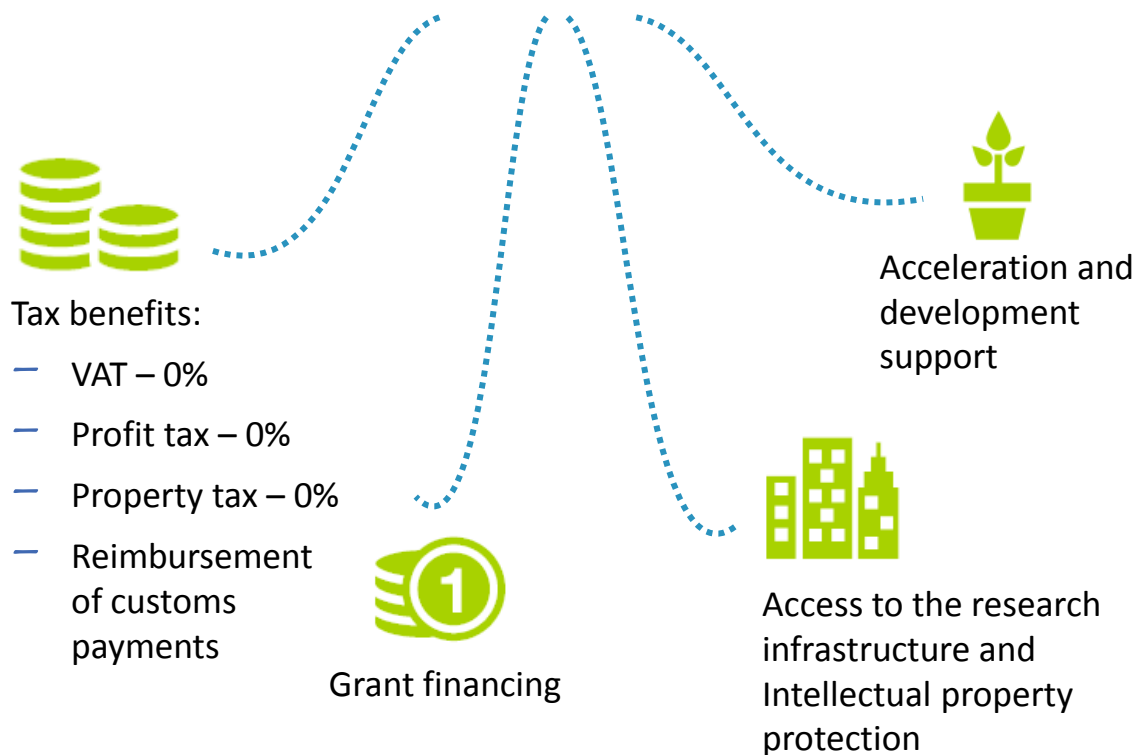 Tax benefits:
– VAT – 0%
– Profit tax – 0%
– Property tax – 0%
– Reimbursement
of customs
payments
1
Grant financing
Acceleration and
development
support
Access to the research
infrastructure and
Intellectual property
protection